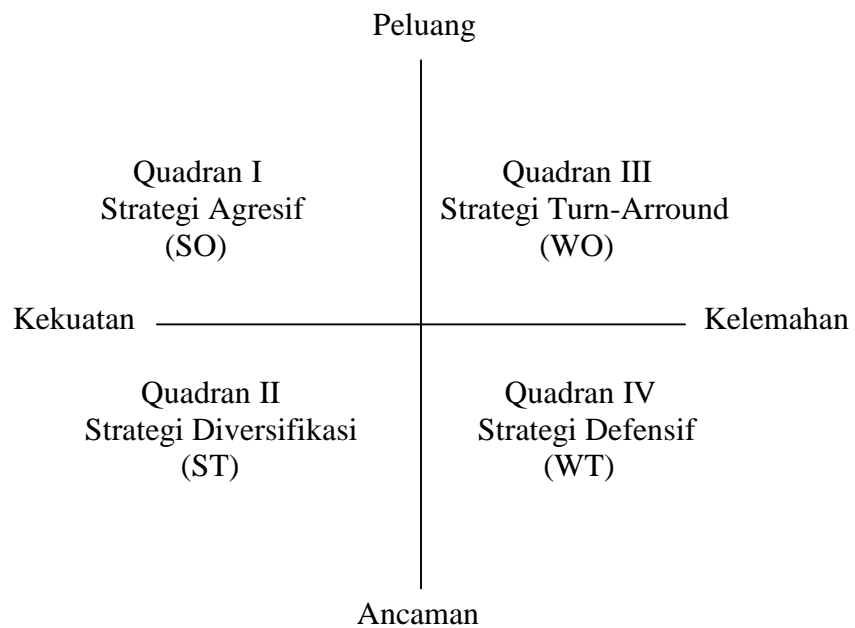 Peluang
Quadran I
Strategi Agresif
(SO)
Quadran III
Strategi Turn-Arround
(WO)
Kekuatan
Kelemahan
Quadran II
Strategi Diversifikasi
(ST)
Quadran IV
Strategi Defensif
(WT)
Ancaman